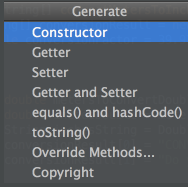 Generate
Constructor
Getter
Setter
Getter and Setter
equals() and hashCode()
toString()
Override Methods...
Copyright